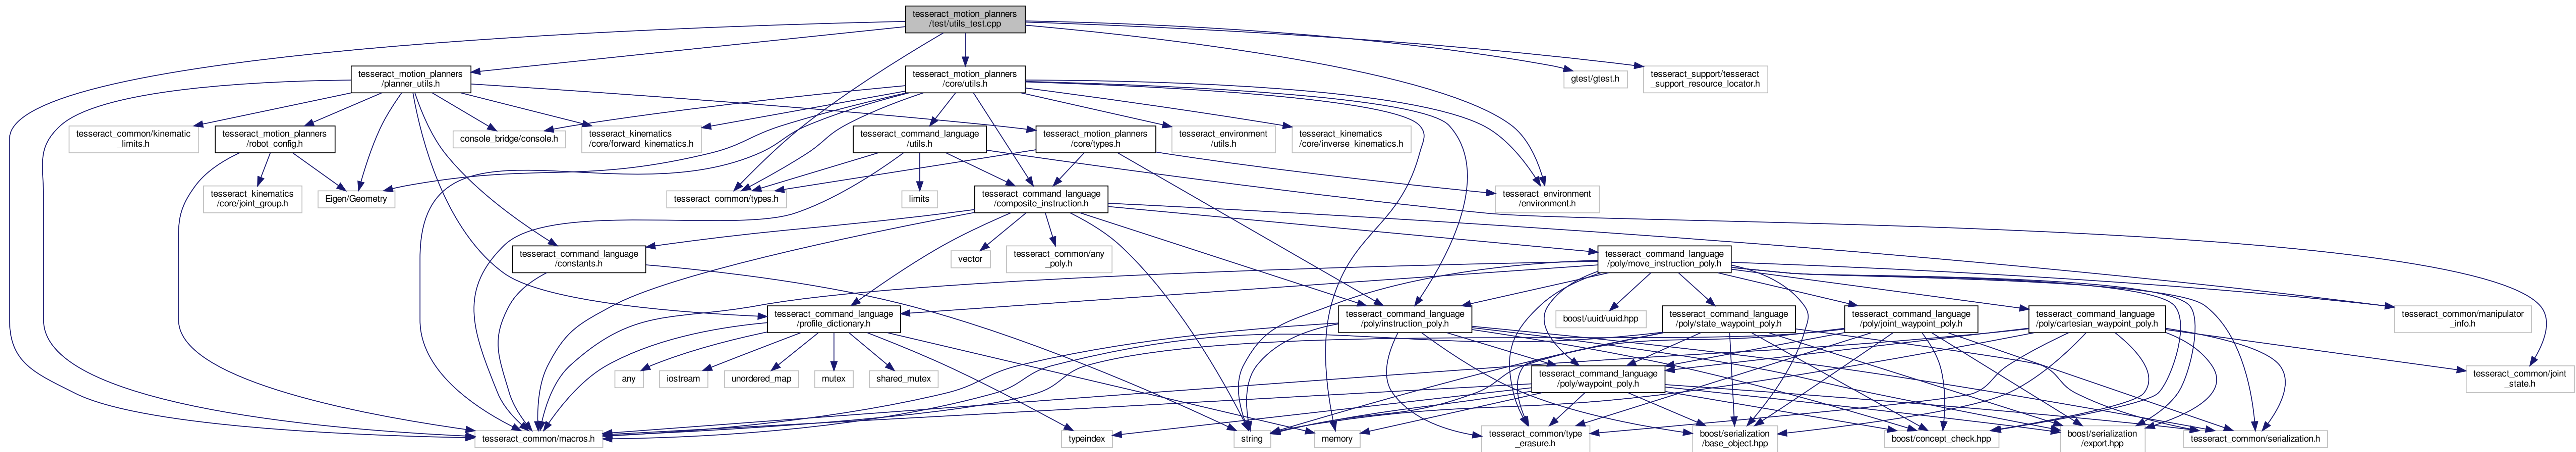 tesseract_motion_planners
/test/utils_test.cpp
tesseract_motion_planners
/planner_utils.h
tesseract_motion_planners
/core/utils.h
gtest/gtest.h
tesseract_support/tesseract
_support_resource_locator.h
tesseract_common/kinematic
_limits.h
tesseract_motion_planners
/robot_config.h
console_bridge/console.h
tesseract_kinematics
/core/forward_kinematics.h
tesseract_command_language
/utils.h
tesseract_motion_planners
/core/types.h
tesseract_environment
/utils.h
tesseract_kinematics
/core/inverse_kinematics.h
tesseract_kinematics
/core/joint_group.h
Eigen/Geometry
tesseract_common/types.h
limits
tesseract_command_language
/composite_instruction.h
tesseract_environment
/environment.h
tesseract_command_language
/constants.h
vector
tesseract_common/any
_poly.h
tesseract_command_language
/poly/move_instruction_poly.h
tesseract_command_language
/profile_dictionary.h
tesseract_command_language
/poly/instruction_poly.h
boost/uuid/uuid.hpp
tesseract_command_language
/poly/state_waypoint_poly.h
tesseract_command_language
/poly/joint_waypoint_poly.h
tesseract_command_language
/poly/cartesian_waypoint_poly.h
tesseract_common/manipulator
_info.h
any
iostream
unordered_map
mutex
shared_mutex
tesseract_command_language
/poly/waypoint_poly.h
tesseract_common/joint
_state.h
tesseract_common/macros.h
typeindex
string
memory
tesseract_common/type
_erasure.h
boost/serialization
/base_object.hpp
boost/concept_check.hpp
boost/serialization
/export.hpp
tesseract_common/serialization.h